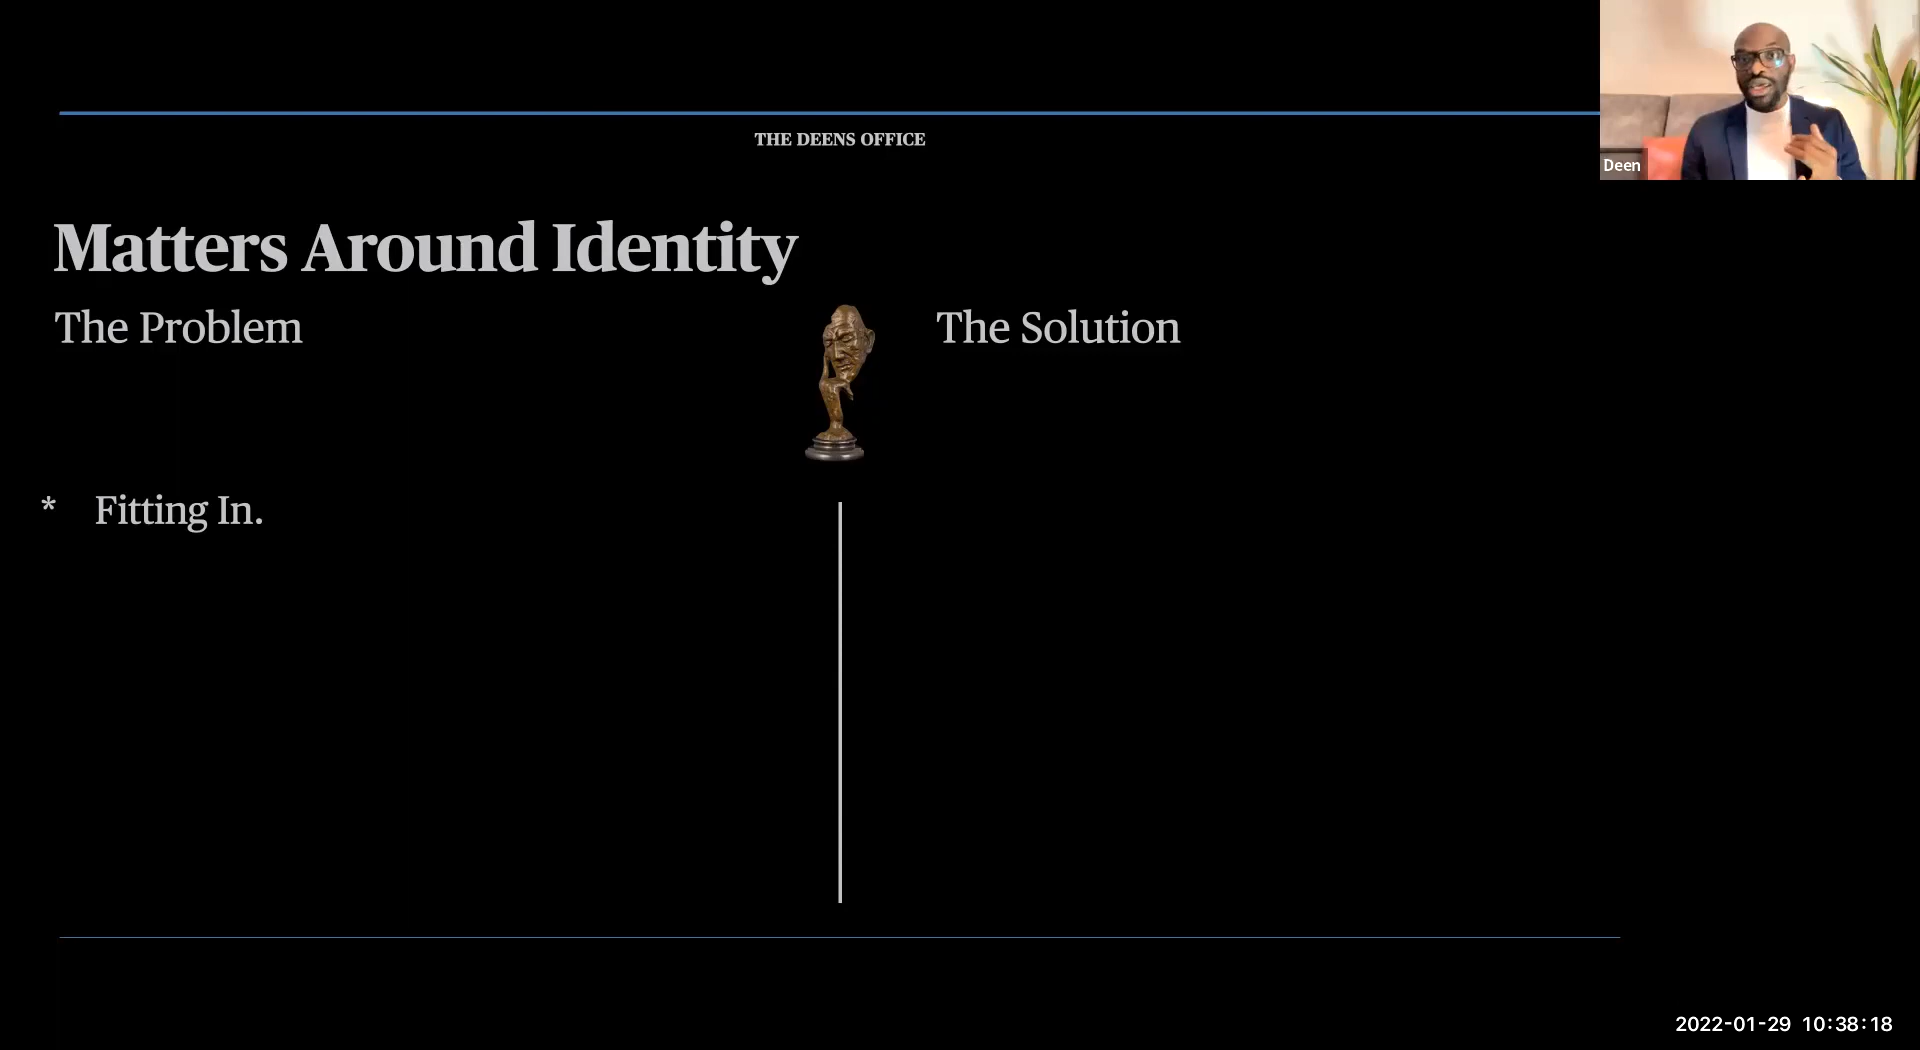 THE DEENS OFFICE
Deen
Matters Around Identity
The Problem
The Solution
* Fitting In.
2022-01-29 10:38:18